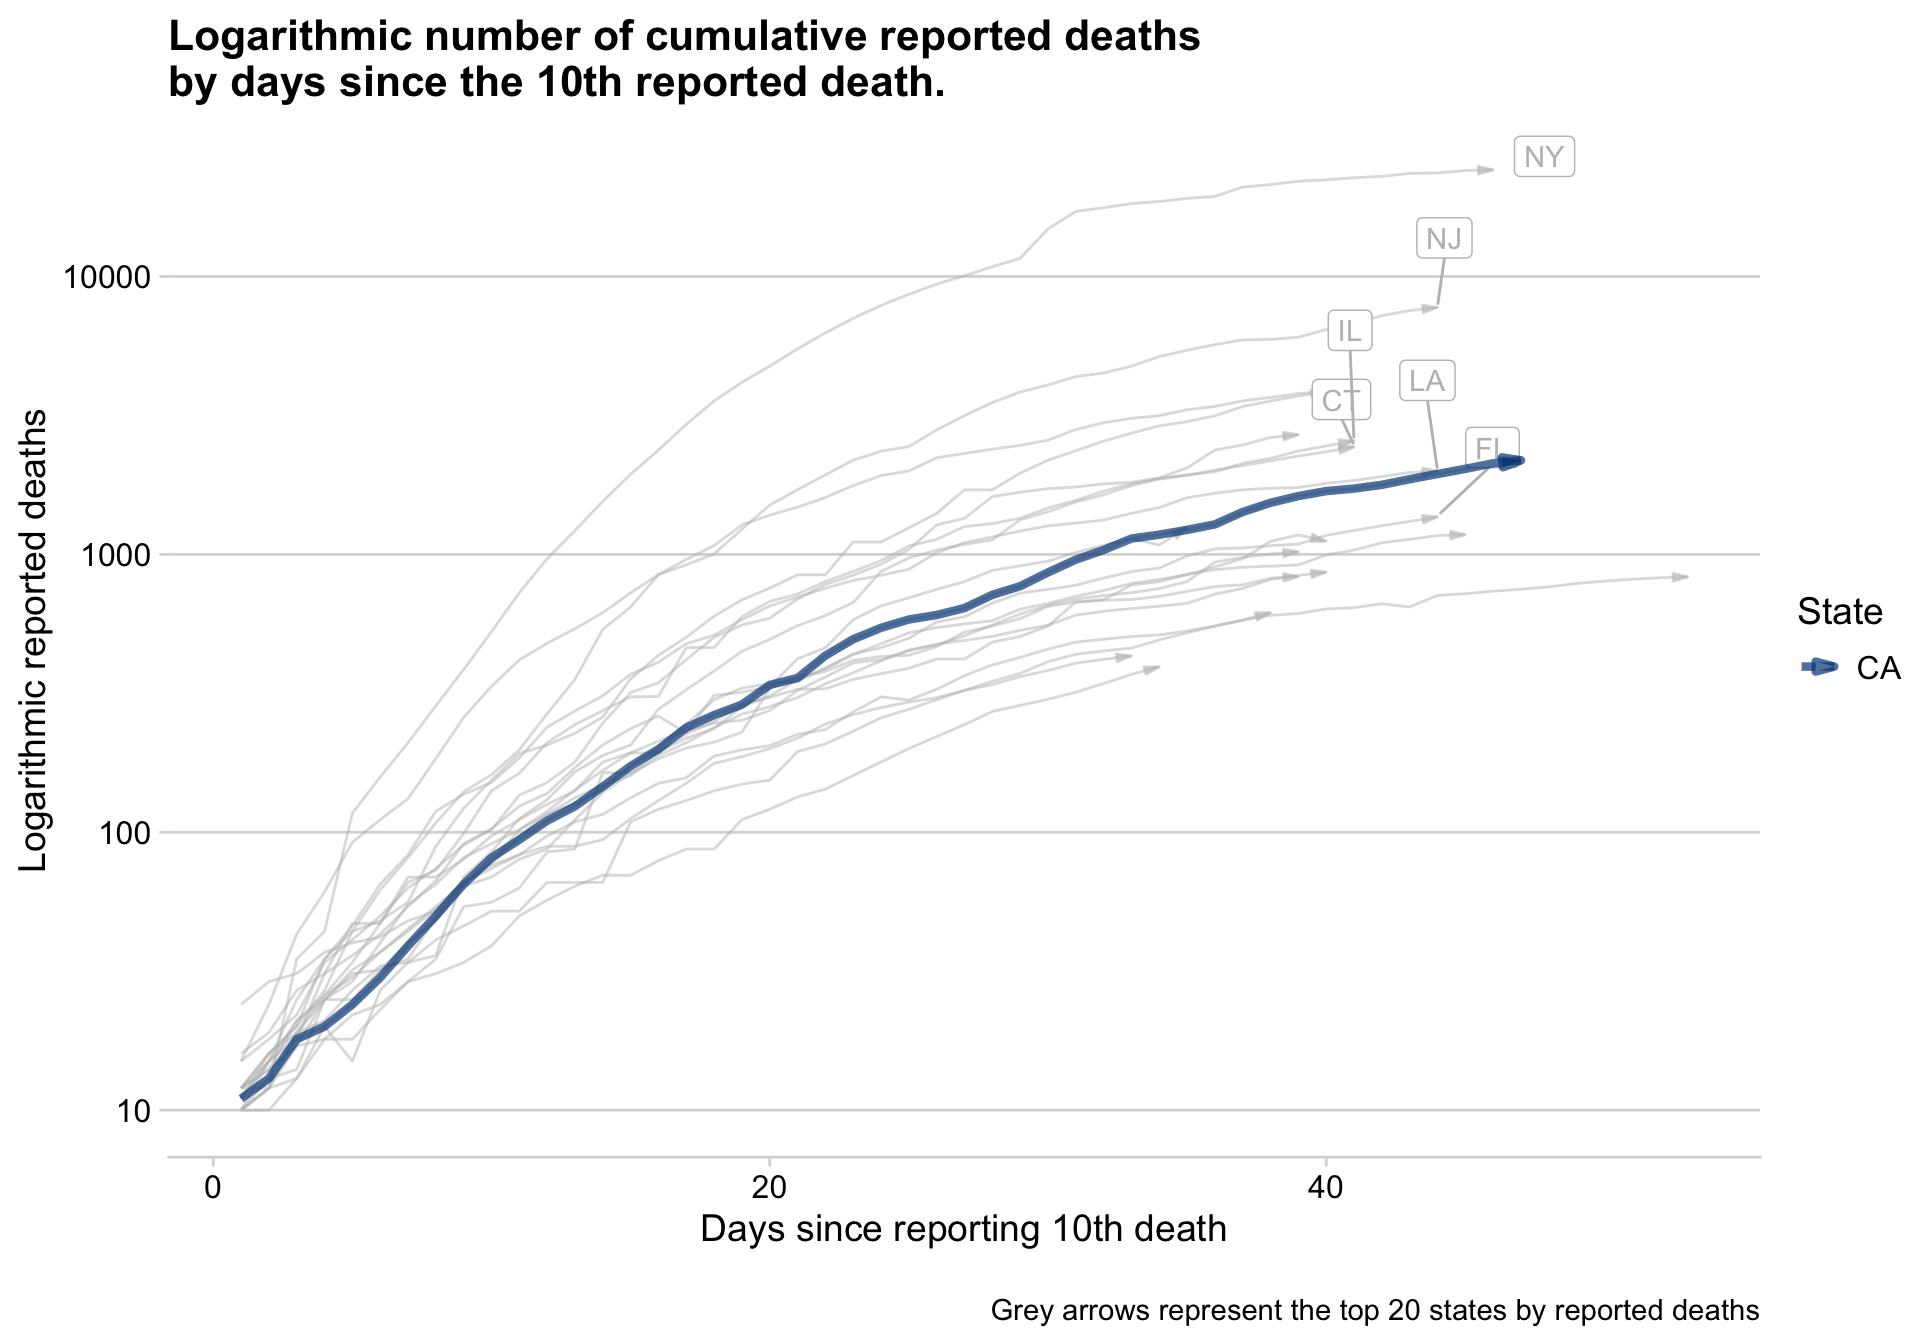 Logarithmic number of cumulative reported deaths
by days since the 10th reported death.
NY
NJ
IL
LA
CT
FL
10000
1000
100
10
Logarithmic reported deaths
0
20
40
Days since reporting 10th death
State
CA
Grey arrows represent the top 20 states by reported deaths